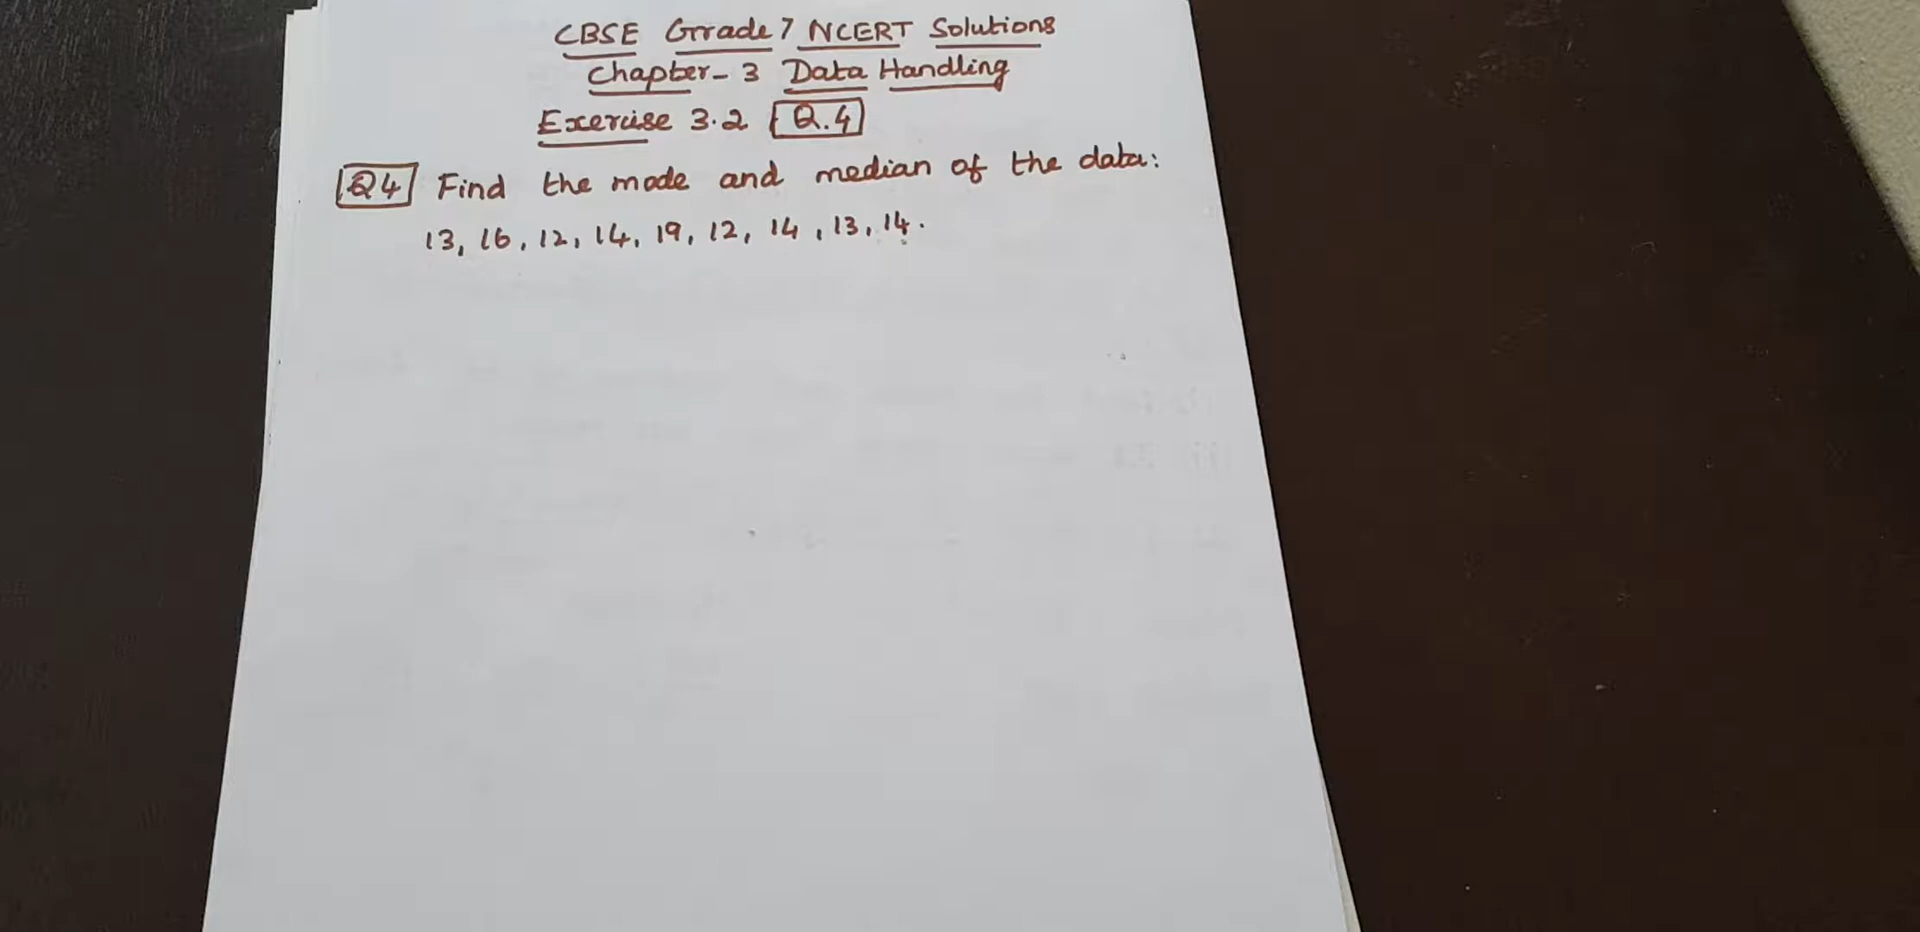 CBSE Grade 7 NCERT Solutions
Chapter-3 Data Handling
Exercise 3.2 Q.4
Q4 Find the mode and median of the data:
13, 16, 12, 14, 19, 12, 14, 13, 14.